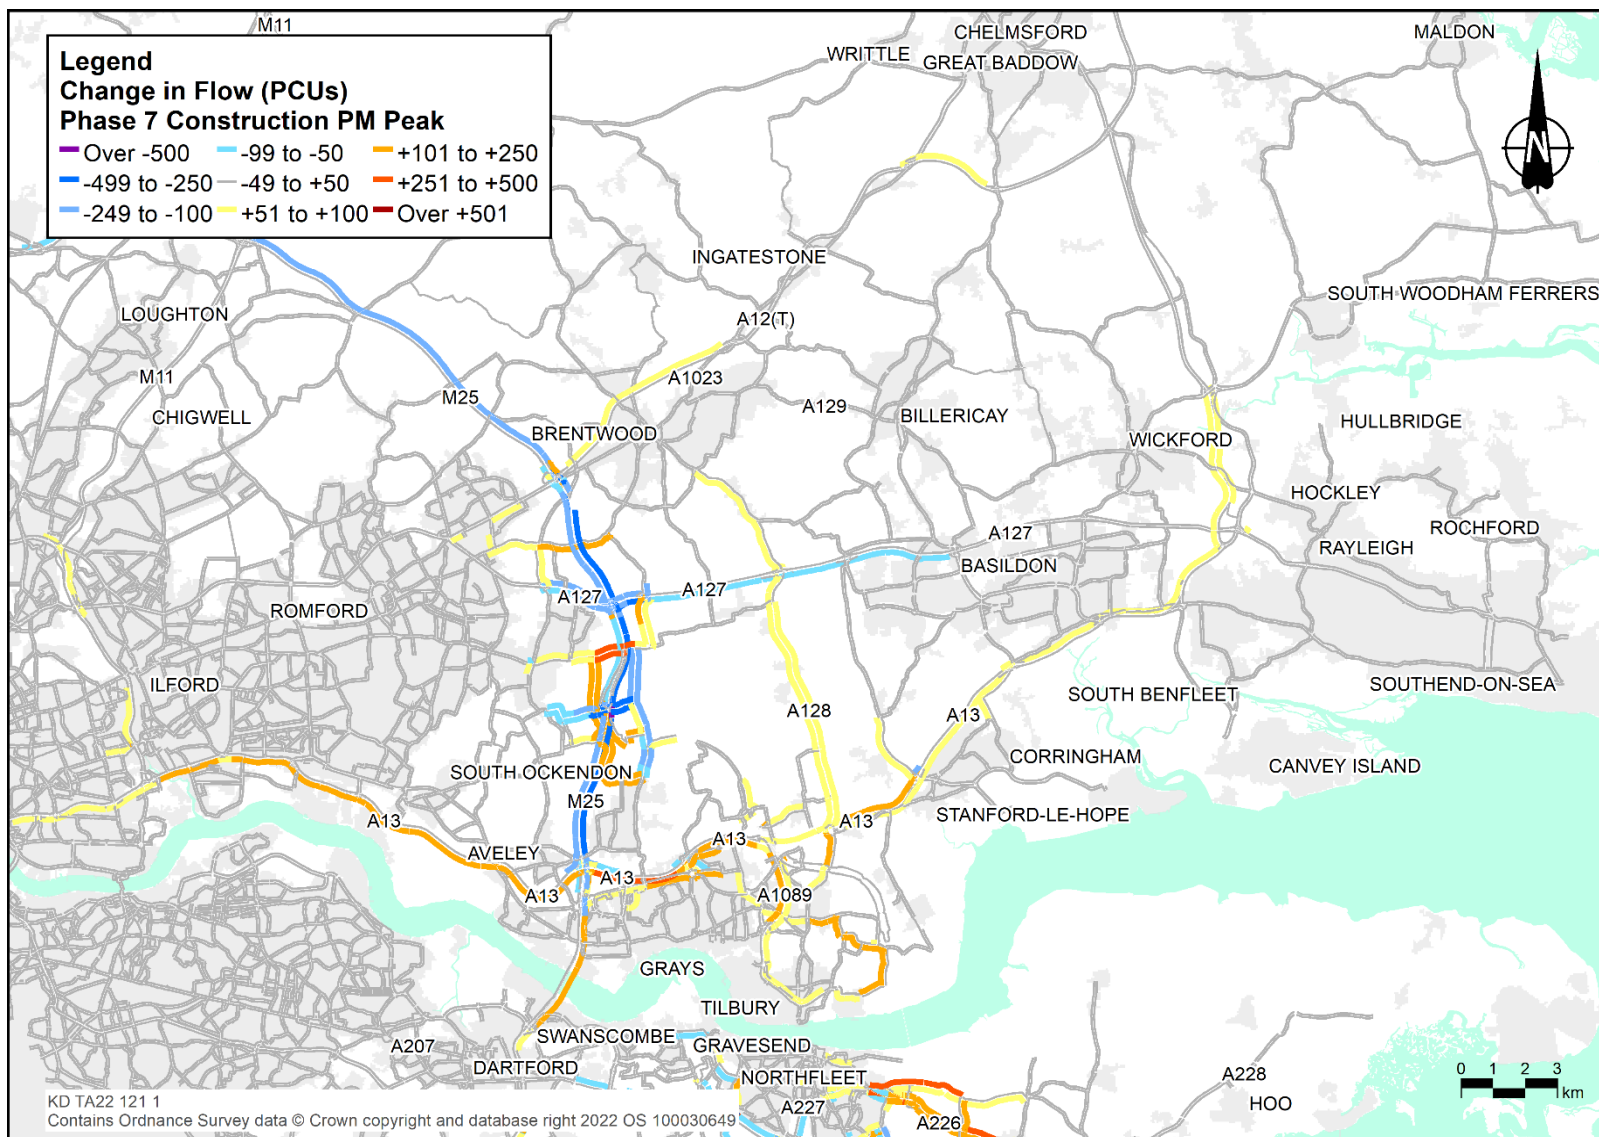 M11
CHELMSFORD
MALDON
WRITTLE
GREAT BADDOW
Legend
Change in Flow (PCUs)
Phase 7 Construction PM Peak
Over -500 -99 to -50 +101 to +250
-499 to -250 -49 to +50 +251 to +500
-249 to -100 +51 to +100 Over +501
N
INGATESTONE
SOUTH WOODHAM FERRERS
LOUGHTON
A12(T)
M11
A1023
M25
CHIGWELL
A129
BILLERICAY
HULLBRIDGE
BRENTWOOD
WICKFORD
HOCKLEY
ROCHFORD
A127
RAYLEIGH
BASILDON
A127
A127
ROMFORD
ILFORD
SOUTHEND-ON-SEA
SOUTH BENFLEET
A128
A13
CORRINGHAM
CANVEY ISLAND
SOUTH OCKENDON
M25
STANFORD-LE-HOPE
A13
A13
A13
AVELEY
A13
A13
A1089
GRAYS
TILBURY
SWANSCOMBE
A207
GRAVESEND
DARTFORD
NORTHFLEET
A228
HOO
A227
A226
0 1 2 3
km
KD TA22 121 1
Contains Ordnance Survey data © Crown copyright and database right 2022 OS 100030649